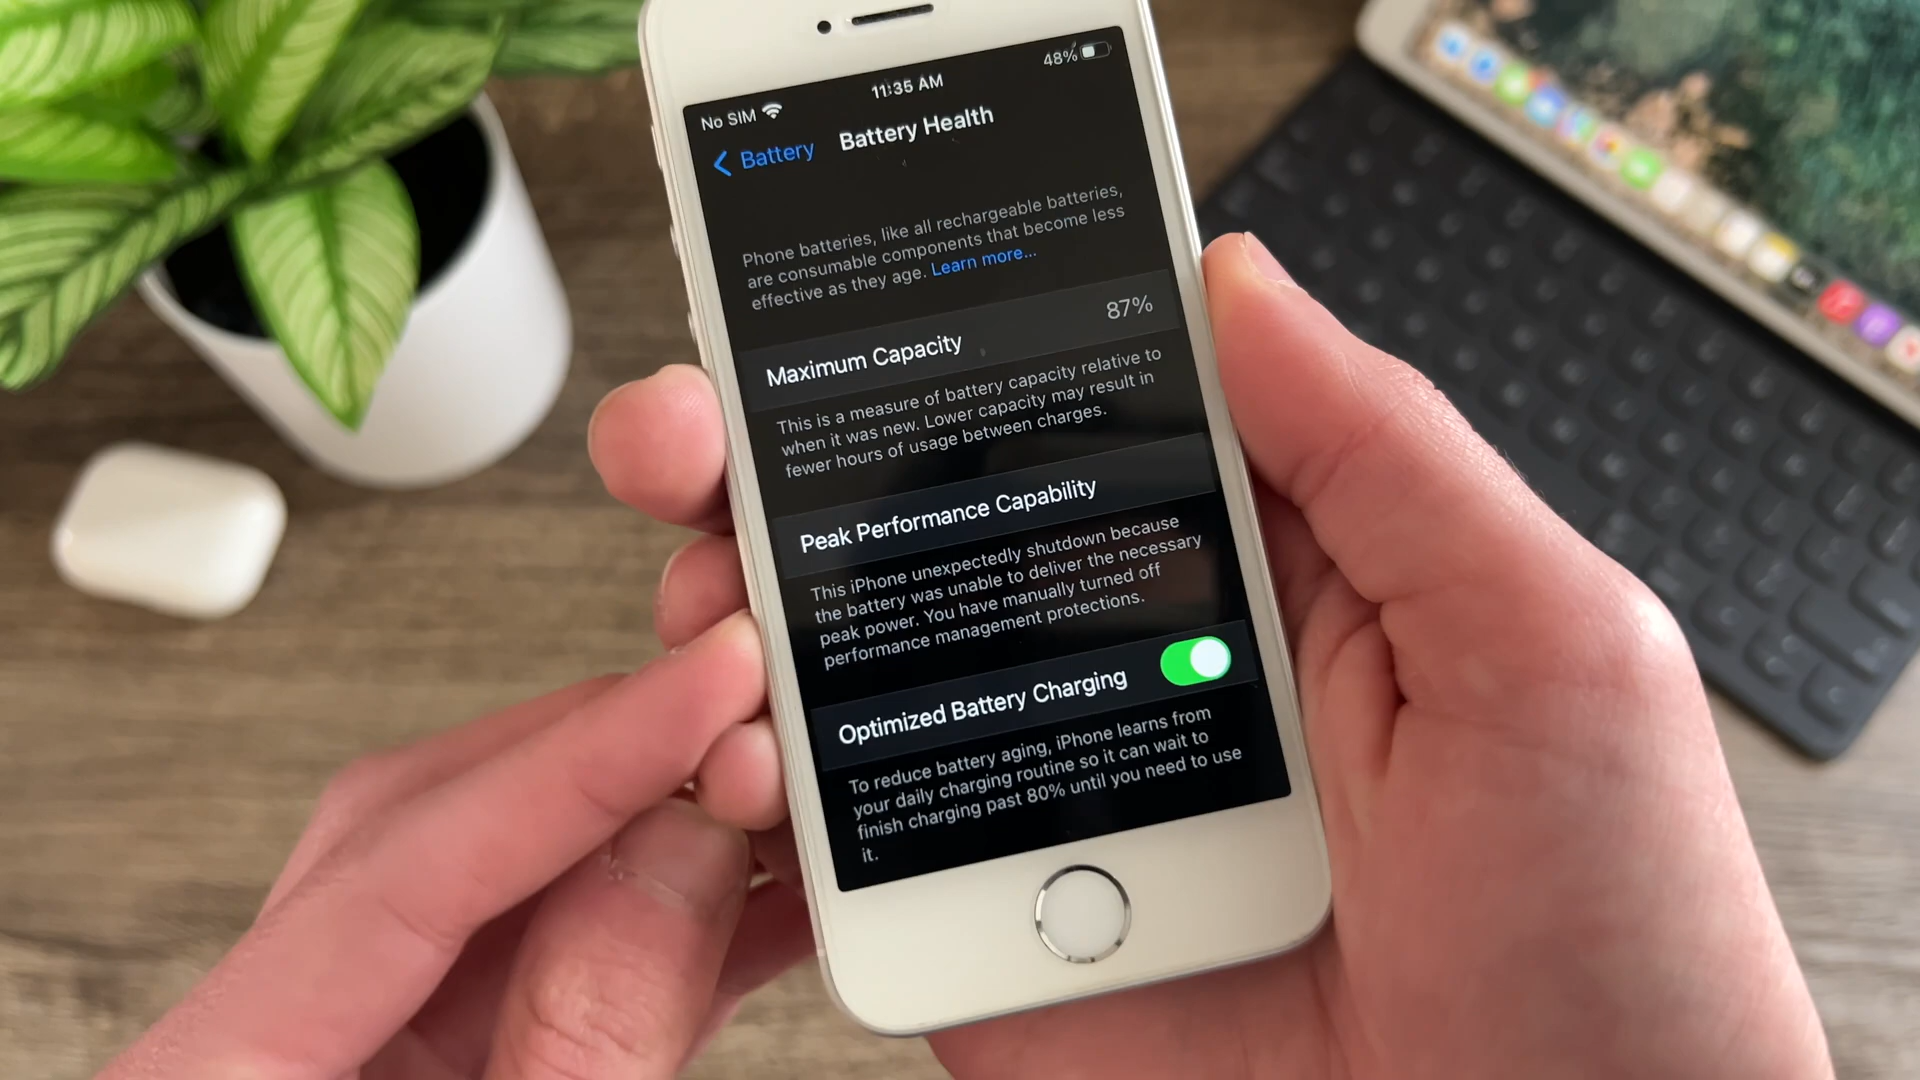 48%
11:35 AM
No SIM
Battery Health
Battery
Phone batteries, like all rechargeable batteries,
are consumable components that become less
effective as they age. Learn more...
87%
Maximum Capacity
This is a measure of battery capacity relative to
when it was new. Lower capacity may result in
fewer hours of usage between charges.
Peak Performance Capability
This iPhone unexpectedly shutdown because
the battery was unable to deliver the necessary
peak power. You have manually turned off
performance management protections.
Optimized Battery Charging
To reduce battery aging, iPhone learns from
your daily charging routine so it can wait to
finish charging past 80% until you need to use
it.